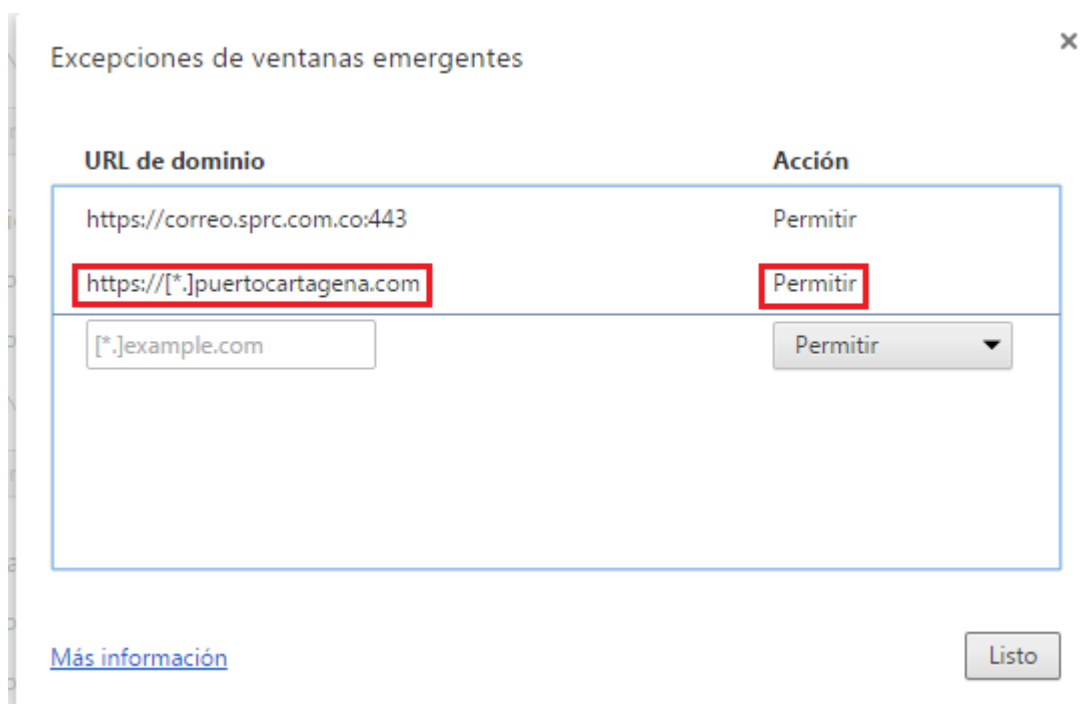 Excepciones de ventanas emergentes
URL de dominio Acción
https://correo.sprc.com.co:443 Permitir
https://[*.]puertocartagena.com Permitir
[*.]example.com Permitir
Más información Listo